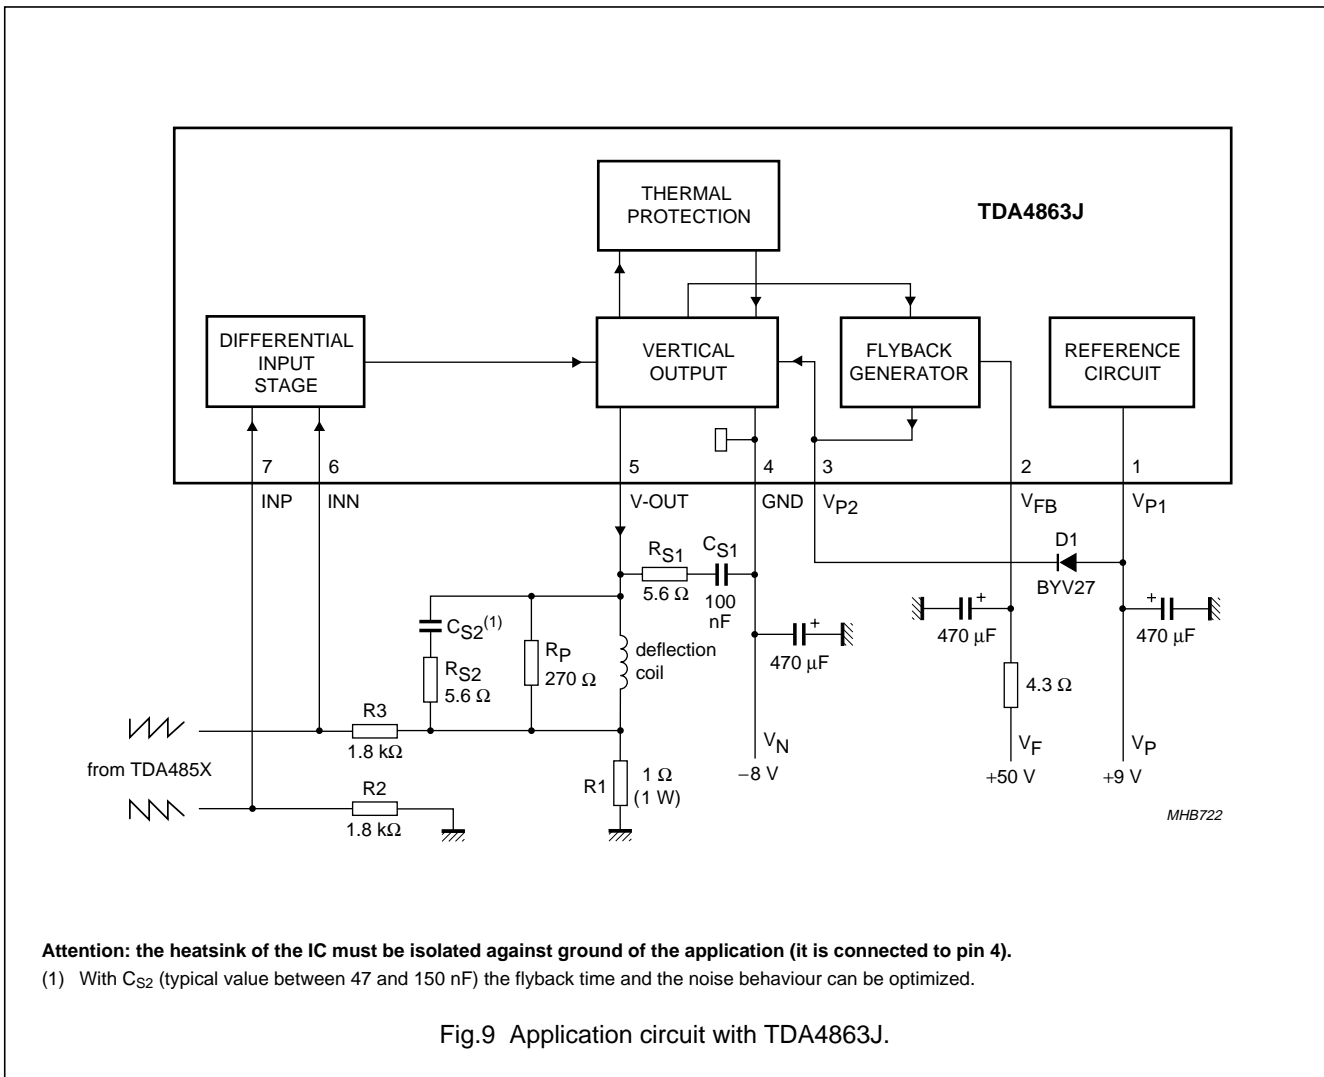 THERMAL
PROTECTION
TDA4863J
DIFFERENTIAL
INPUT
STAGE
VERTICAL
OUTPUT
FLYBACK
GENERATOR
REFERENCE
CIRCUIT
7 6 5 4 3 2 1
INP INN V-OUT GND VP2 VFB VP1
RS1
5.6 Ω
CS1
100
nF
D1
BYV27
CS2(1)
RS2
5.6 Ω
RP
270 Ω
deflection
coil
+
470 µF
+
470 µF
+
470 µF
4.3 Ω
R3
1.8 kΩ
from TDA485X
R2
1.8 kΩ
R1
1 Ω
(1 W)
VN
−8 V
VF
+50 V
VP
+9 V
MHB722
Attention: the heatsink of the IC must be isolated against ground of the application (it is connected to pin 4).
(1) With CS2 (typical value between 47 and 150 nF) the flyback time and the noise behaviour can be optimized.
Fig.9 Application circuit with TDA4863J.